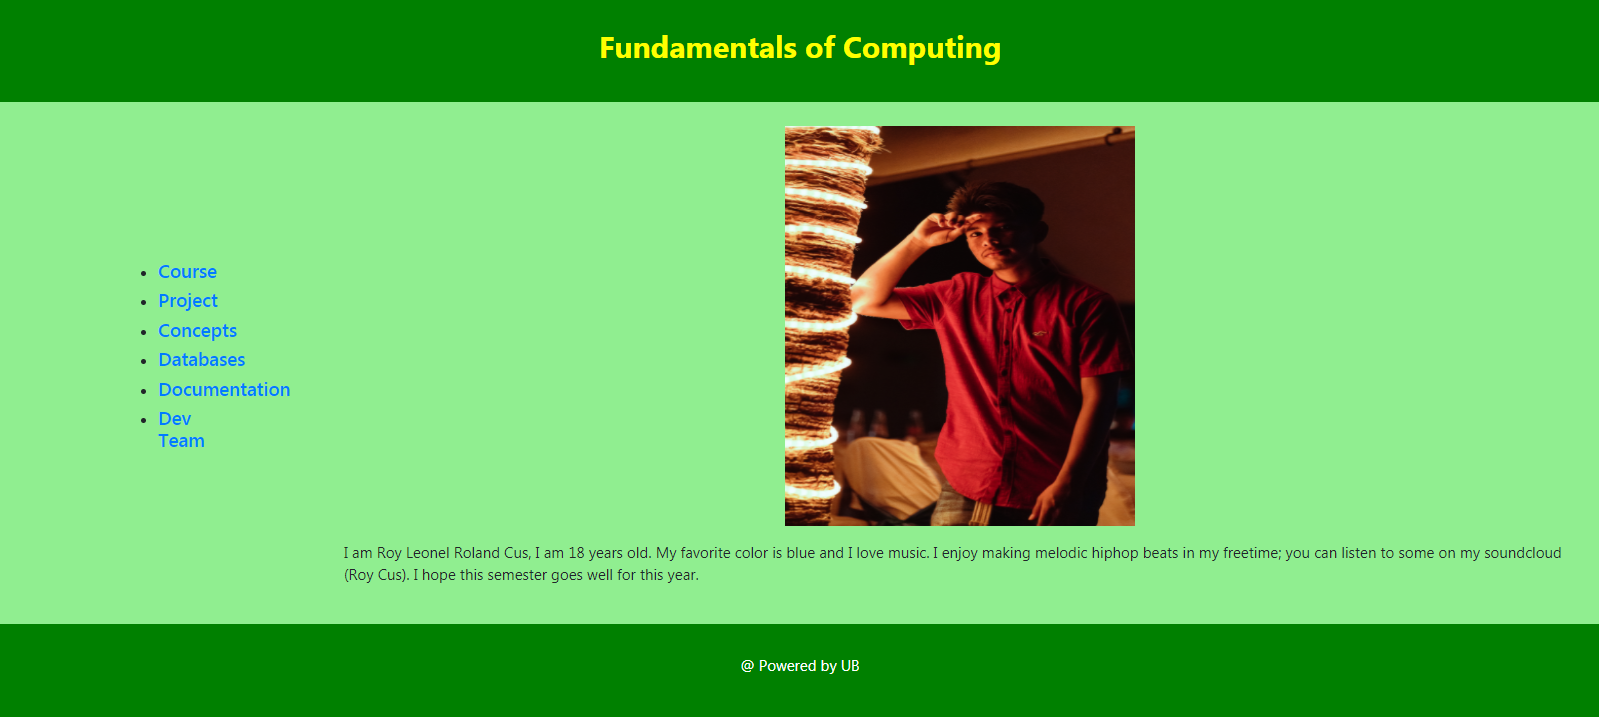 Fundamentals of Computing
Course
Project
Concepts
Databases
Documentation
Dev
Team
I am Roy Leonel Roland Cus, I am 18 years old. My favorite color is blue and I love music. I enjoy making melodic hiphop beats in my freetime; you can listen to some on my soundcloud
(Roy Cus). I hope this semester goes well for this year.
@ Powered by UB